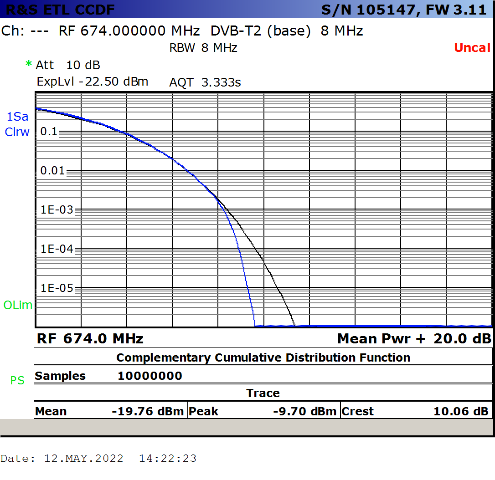 R&S ETL CCDF S/N 105147, FW 3.11
Ch: --- RF 674.000000 MHz DVB-T2 (base) 8 MHz
RBW 8 MHz Uncal
* Att 10 dB
ExpLvl -22.50 dBm AQT 3.333s
1Sa
Clrw
0.1
0.01
1E-03
1E-04
1E-05
OLim
RF 674.0 MHz Mean Pwr + 20.0 dB
Complementary Cumulative Distribution Function
PS
Samples 10000000
Trace
Mean -19.76 dBm Peak -9.70 dBm Crest 10.06 dB
Date: 12.MAY.2022 14:22:23